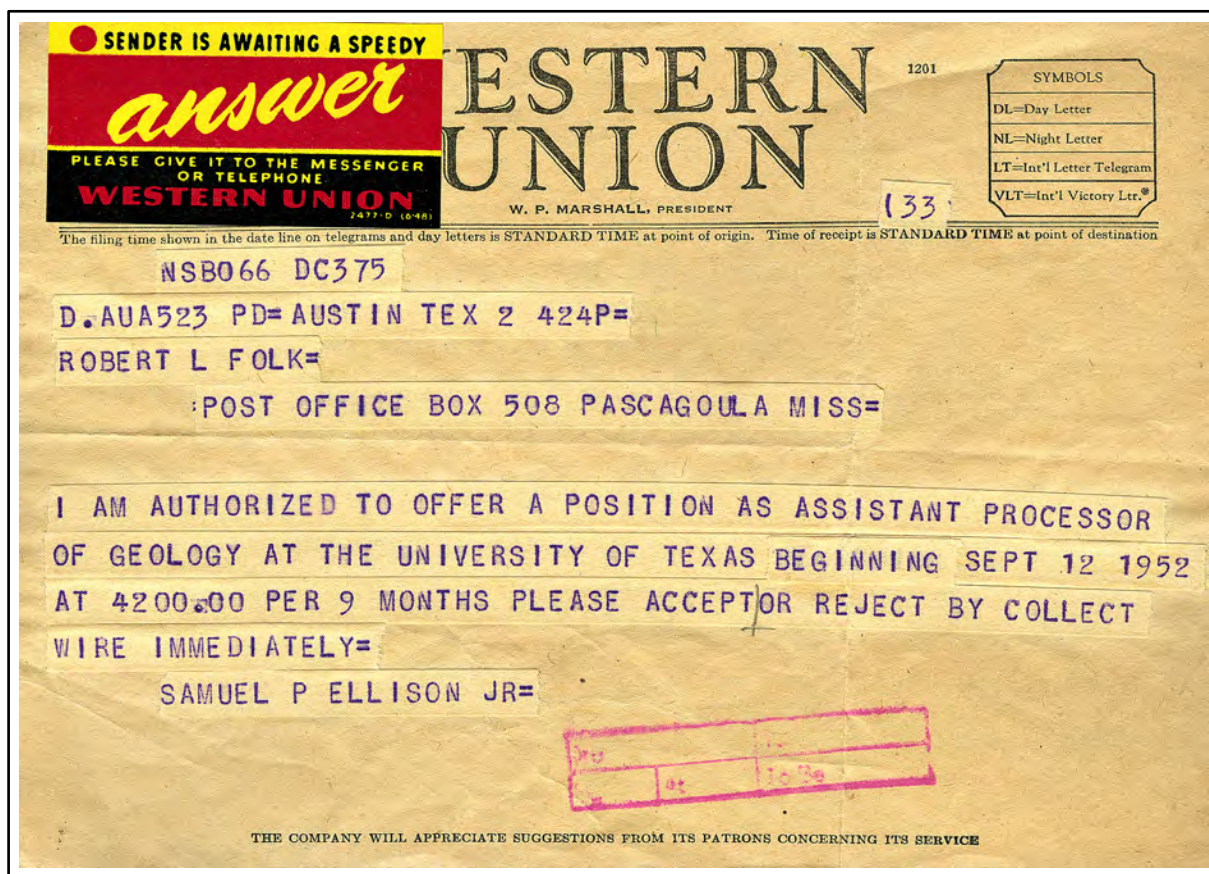 SENDER IS AWAITING A SPEEDY
answer
PLEASE GIVE IT TO THE MESSENGER
OR TELEPHONE
WESTERN UNION
2477-D (6-48)
ESTERN
UNION
W. P. MARSHALL, PRESIDENT
1201
SYMBOLS
DL=Day Letter
NL=Night Letter
LT=Int'l Letter Telegram
VLT=Int'l Victory Ltr.
(33
The filing time shown in the date line on telegrams and day letters is STANDARD TIME at point of origin. Time of receipt is STANDARD TIME at point of destination
NSB066 DC375
D.AUA523 PD=AUSTIN TEX 2 424P=
ROBERT L FOLK=
:POST OFFICE BOX 508 PASCAGOULA MISS=
I AM AUTHORIZED TO OFFER A POSITION AS ASSISTANT PROCESSOR
OF GEOLOGY AT THE UNIVERSITY OF TEXAS BEGINNING SEPT 12 1952
AT 4200.00 PER 9 MONTHS PLEASE ACCEPT OR REJECT BY COLLECT
WIRE IMMEDIATELY=
SAMUEL P ELLISON JR=
To Be
THE COMPANY WILL APPRECIATE SUGGESTIONS FROM ITS PATRONS CONCERNING ITS SERVICE